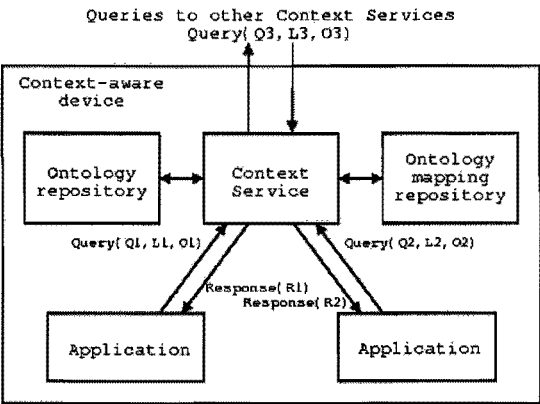 Queries to other Context Services
Query( Q3, L3, O3)
Context-aware
device
Ontology
repository
Context
Service
Ontology
mapping
repository
Query( Q1, L1, O1)
Query( Q2, L2, O2)
Response( R1)
Response( R2)
Application
Application